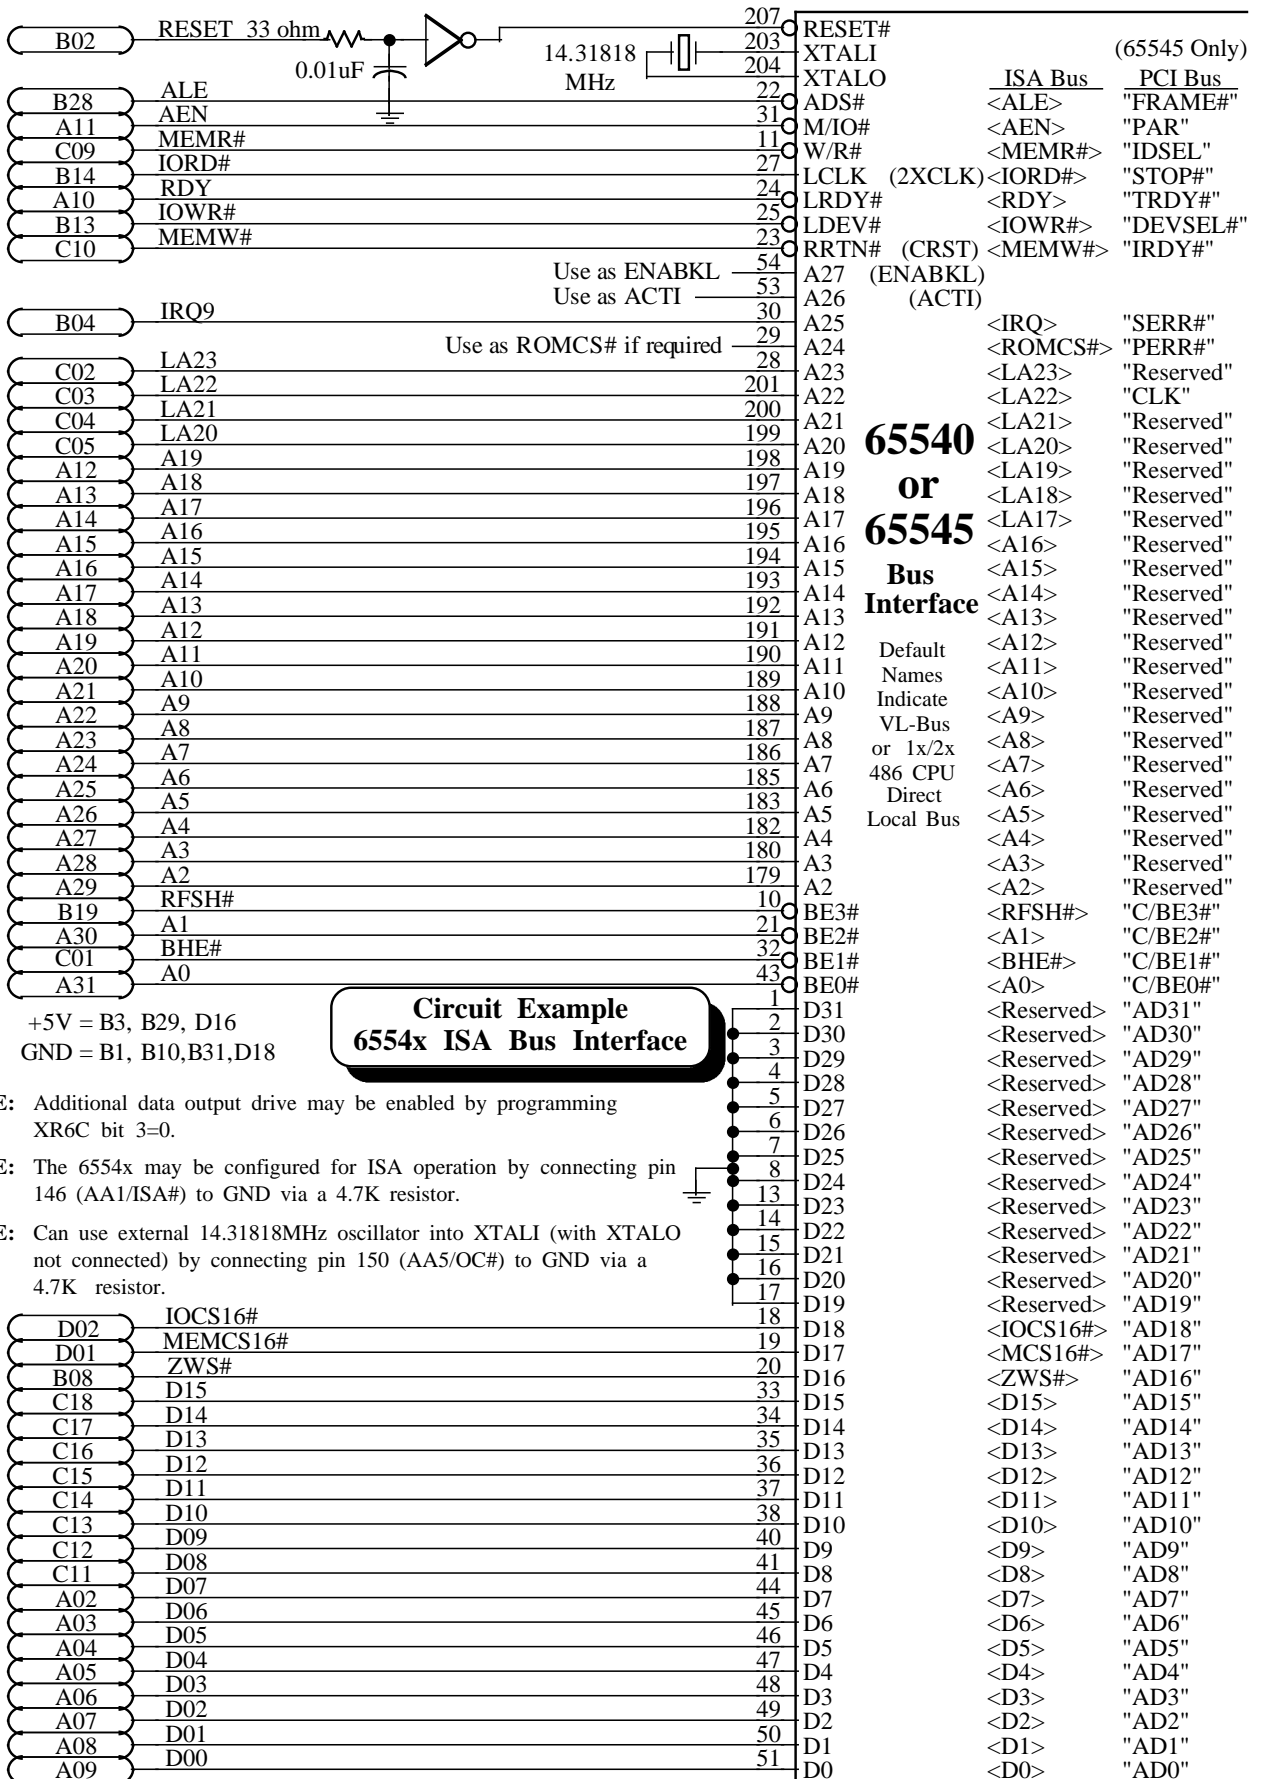 B02 RESET 33 ohm 207 RESET#
0.01uF 14.31818 MHz 203 XTALI (65545 Only)
204 XTALO ISA Bus PCI Bus
B28 ALE 22 ADS# <ALE> "FRAME#"
A11 AEN 31 M/IO# <AEN> "PAR"
C09 MEMR# 11 W/R# <MEMR#> "IDSEL"
B14 IORD# 27 LCLK (2XCLK) <IORD#> "STOP#"
A10 RDY 24 LRDY# <RDY> "TRDY#"
B13 IOWR# 25 LDEV# <IOWR#> "DEVSEL#"
C10 MEMW# 23 RRTN# (CRST) <MEMW#> "IRDY#"
Use as ENABKL 54 A27 (ENABKL)
Use as ACTI 53 A26 (ACTI)
B04 IRQ9 30 A25 <IRQ> "SERR#"
Use as ROMCS# if required 29 A24 <ROMCS#> "PERR#"
C02 LA23 28 A23 <LA23> "Reserved"
C03 LA22 201 A22 <LA22> "CLK"
C04 LA21 200 A21 <LA21> "Reserved"
C05 LA20 199 A20 <LA20> "Reserved"
A12 A19 198 A19 <LA19> "Reserved"
A13 A18 197 A18 <LA18> "Reserved"
A14 A17 196 A17 <LA17> "Reserved"
A15 A16 195 A16 <A16> "Reserved"
A16 A15 194 A15 <A15> "Reserved"
A17 A14 193 A14 <A14> "Reserved"
A18 A13 192 A13 <A13> "Reserved"
A19 A12 191 A12 <A12> "Reserved"
A20 A11 190 A11 <A11> "Reserved"
A21 A10 189 A10 <A10> "Reserved"
A22 A9 188 A9 <A9> "Reserved"
A23 A8 187 A8 <A8> "Reserved"
A24 A7 186 A7 <A7> "Reserved"
A25 A6 185 A6 <A6> "Reserved"
A26 A5 183 A5 <A5> "Reserved"
A27 A4 182 A4 <A4> "Reserved"
A28 A3 180 A3 <A3> "Reserved"
A29 A2 179 A2 <A2> "Reserved"
B19 RFSH# 10 BE3# <RFSH#> "C/BE3#"
A30 A1 21 BE2# <A1> "C/BE2#"
C01 BHE# 32 BE1# <BHE#> "C/BE1#"
A31 A0 43 BE0# <A0> "C/BE0#"
65540
or
65545
Bus
Interface
Default
Names
Indicate
VL-Bus
or 1x/2x
486 CPU
Direct
Local Bus
+5V = B3, B29, D16
GND = B1, B10,B31,D18
Circuit Example
6554x ISA Bus Interface
1 D31 <Reserved> "AD31"
2 D30 <Reserved> "AD30"
3 D29 <Reserved> "AD29"
4 D28 <Reserved> "AD28"
5 D27 <Reserved> "AD27"
6 D26 <Reserved> "AD26"
7 D25 <Reserved> "AD25"
8 D24 <Reserved> "AD24"
13 D23 <Reserved> "AD23"
14 D22 <Reserved> "AD22"
15 D21 <Reserved> "AD21"
16 D20 <Reserved> "AD20"
17 D19 <Reserved> "AD19"
E: Additional data output drive may be enabled by programming
XR6C bit 3=0.
E: The 6554x may be configured for ISA operation by connecting pin
146 (AA1/ISA#) to GND via a 4.7K resistor.
E: Can use external 14.31818MHz oscillator into XTALI (with XTALO
not connected) by connecting pin 150 (AA5/OC#) to GND via a
4.7K resistor.
D02 IOCS16# 18 D18 <IOCS16#> "AD18"
D01 MEMCS16# 19 D17 <MCS16#> "AD17"
B08 ZWS# 20 D16 <ZWS#> "AD16"
C18 D15 33 D15 <D15> "AD15"
C17 D14 34 D14 <D14> "AD14"
C16 D13 35 D13 <D13> "AD13"
C15 D12 36 D12 <D12> "AD12"
C14 D11 37 D11 <D11> "AD11"
C13 D10 38 D10 <D10> "AD10"
C12 D09 40 D9 <D9> "AD9"
C11 D08 41 D8 <D8> "AD8"
A02 D07 44 D7 <D7> "AD7"
A03 D06 45 D6 <D6> "AD6"
A04 D05 46 D5 <D5> "AD5"
A05 D04 47 D4 <D4> "AD4"
A06 D03 48 D3 <D3> "AD3"
A07 D02 49 D2 <D2> "AD2"
A08 D01 50 D1 <D1> "AD1"
A09 D00 51 D0 <D0> "AD0"